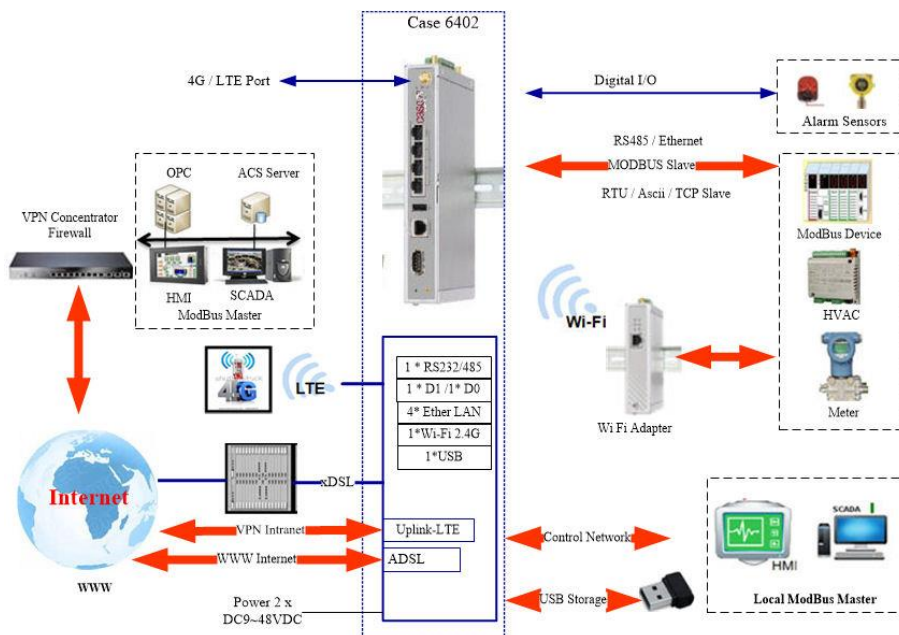 Case 6402
4G / LTE Port
Digital I/O
Alarm Sensors
RS485 / Ethernet
MODBUS Slave
RTU / Ascii / TCP Slave
OPC
ACS Server
VPN Concentrator
Firewall
HMI
SCADA
ModBus Master
ModBus Device
HVAC
Meter
Wi-Fi
Wi Fi Adapter
4G
LTE
1 * RS232/485
1 * D1 /1* D0
4* Ether LAN
1*Wi-Fi 2.4G
1*USB
Internet
WWW
xDSL
VPN Intranet
Uplink-LTE
WWW Internet
ADSL
Power 2 x
DC9~48VDC
Control Network
USB Storage
HMI
SCADA
Local ModBus Master